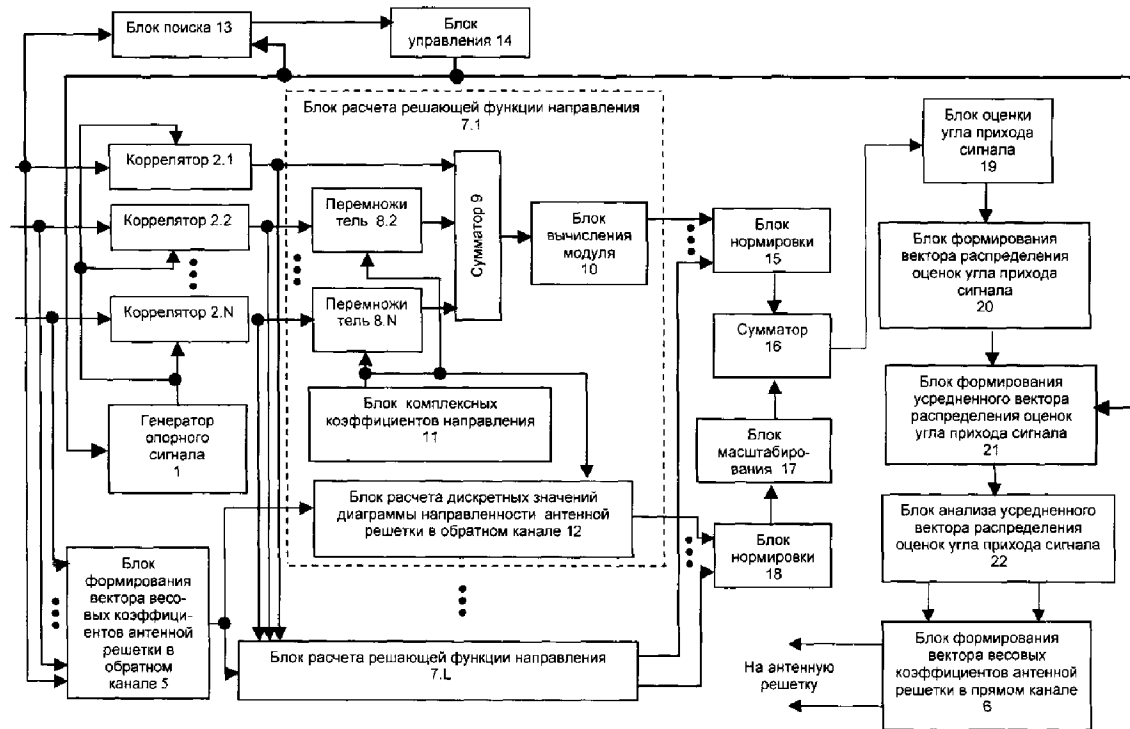 Блок поиска 13
Блок
управления 14
Блок расчета решающей функции направления
7.1
Коррелятор 2.1
Коррелятор 2.2
Коррелятор 2.N
Генератор
опорного
сигнала
1
Перемножи
тель 8.2
Перемножи
тель 8.N
Сумматор 9
Блок
вычисления
модуля
10
Блок комплексных
коэффициентов направления
11
Блок расчета дискретных значений
диаграммы направленности антенной
решетки в обратном канале 12
Блок
формирования
вектора весо-
вых коэффици-
ентов антенной
решетки в
обратном
канале 5
Блок расчета решающей функции направления
7.L
Блок
нормировки
15
Сумматор
16
Блок
масштабиро-
вания 17
Блок
нормировки
18
Блок оценки
угла прихода
сигнала
19
Блок формирования
вектора распределения
оценок угла прихода
сигнала
20
Блок формирования
усредненного вектора
распределения оценок
угла прихода сигнала
21
Блок анализа усредненного
вектора распределения
оценок угла прихода сигнала
22
Блок формирования
вектора весовых
коэффициентов антенной
решетки в прямом канале
6
На антенную
решетку